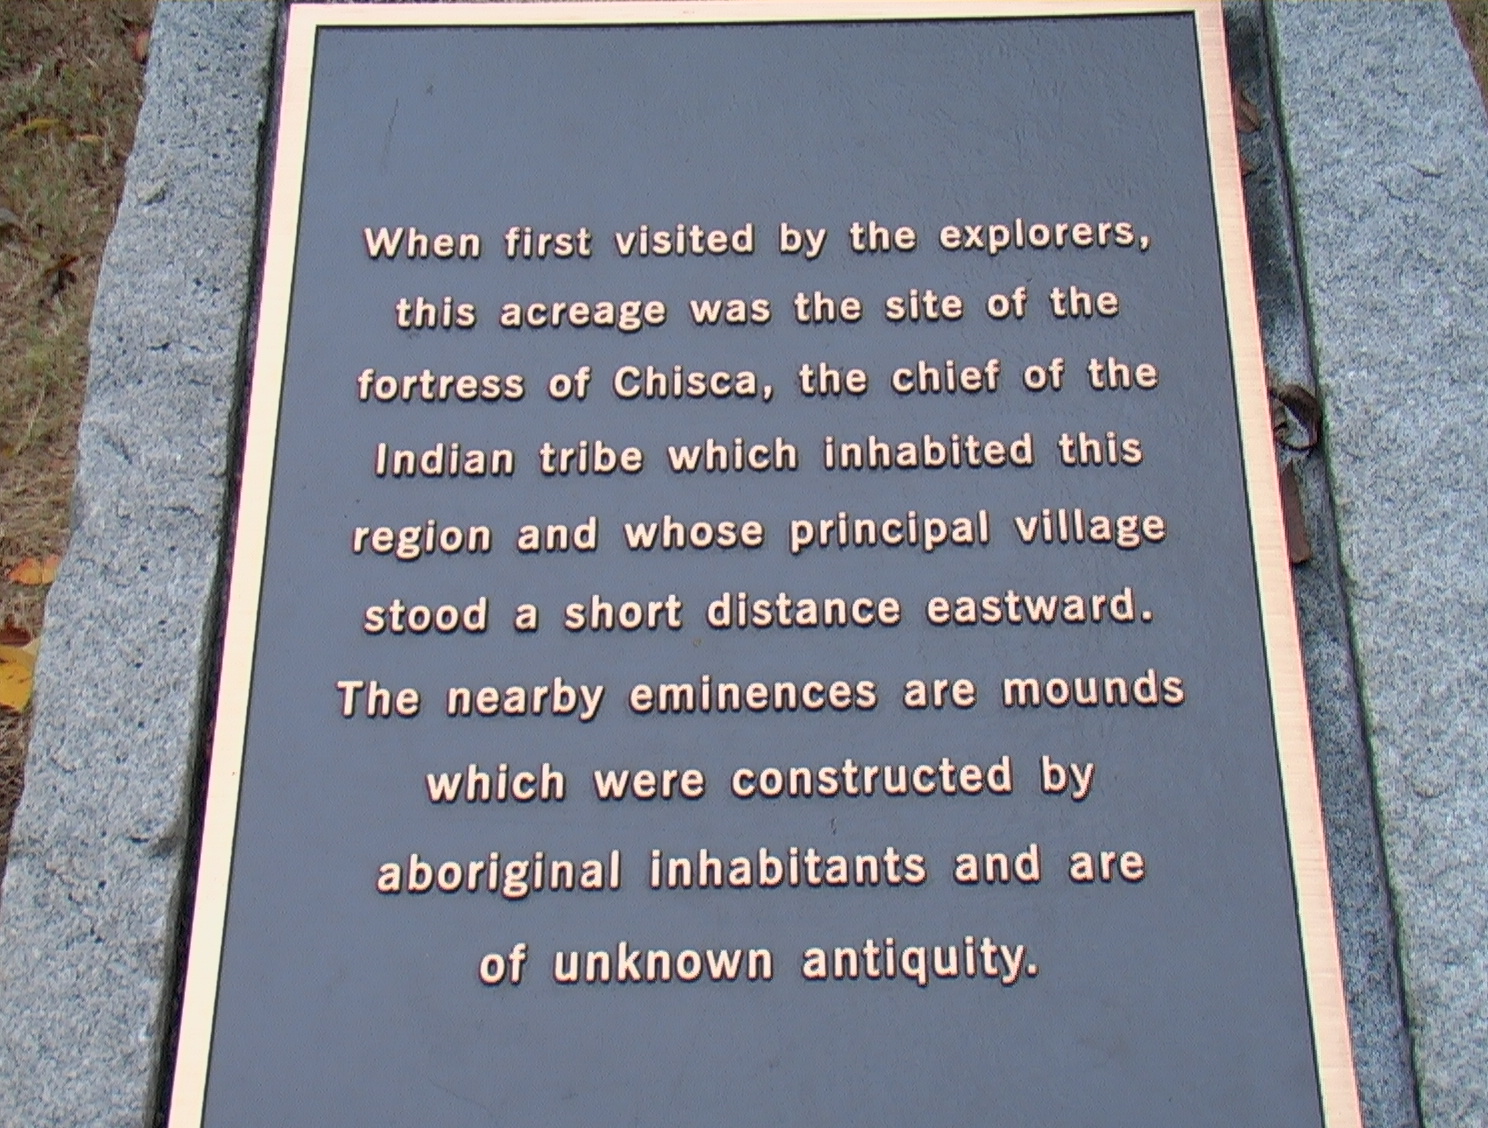 When first visited by the explorers,
this acreage was the site of the
fortress of Chisca, the chief of the
Indian tribe which inhabited this
region and whose principal village
stood a short distance eastward.
The nearby eminences are mounds
which were constructed by
aboriginal inhabitants and are
of unknown antiquity.